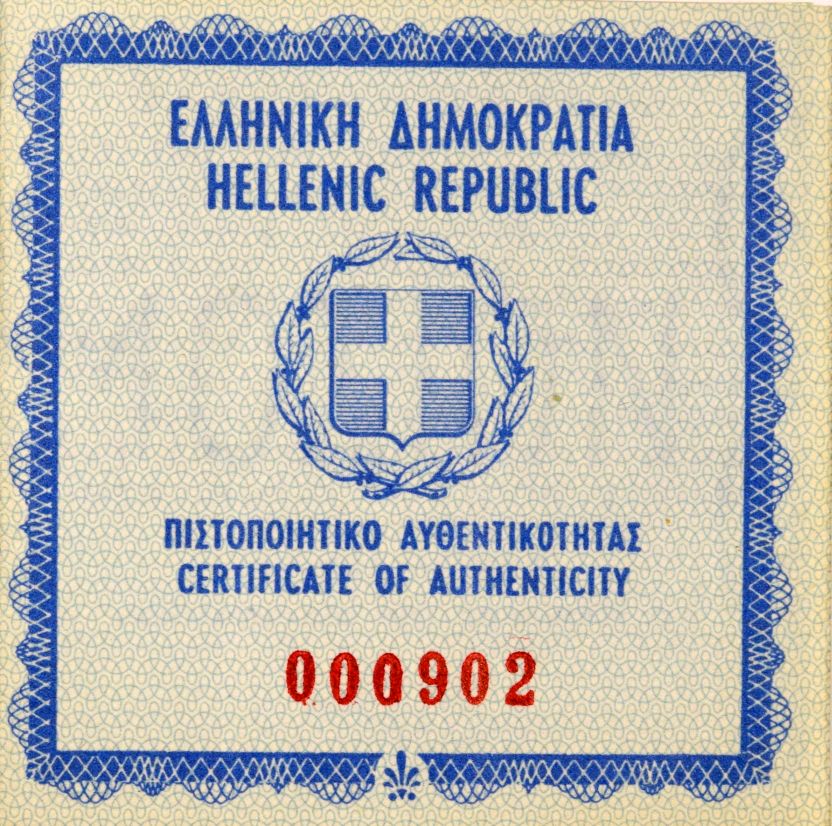 ΕΛΛΗΝΙΚΗ ΔΗΜΟΚΡΑΤΙΑ
HELLENIC REPUBLIC
ΠΙΣΤΟΠΟΙΗΤΙΚΟ ΑΥΘΕΝΤΙΚΟΤΗΤΑΣ
CERTIFICATE OF AUTHENTICITY
000902